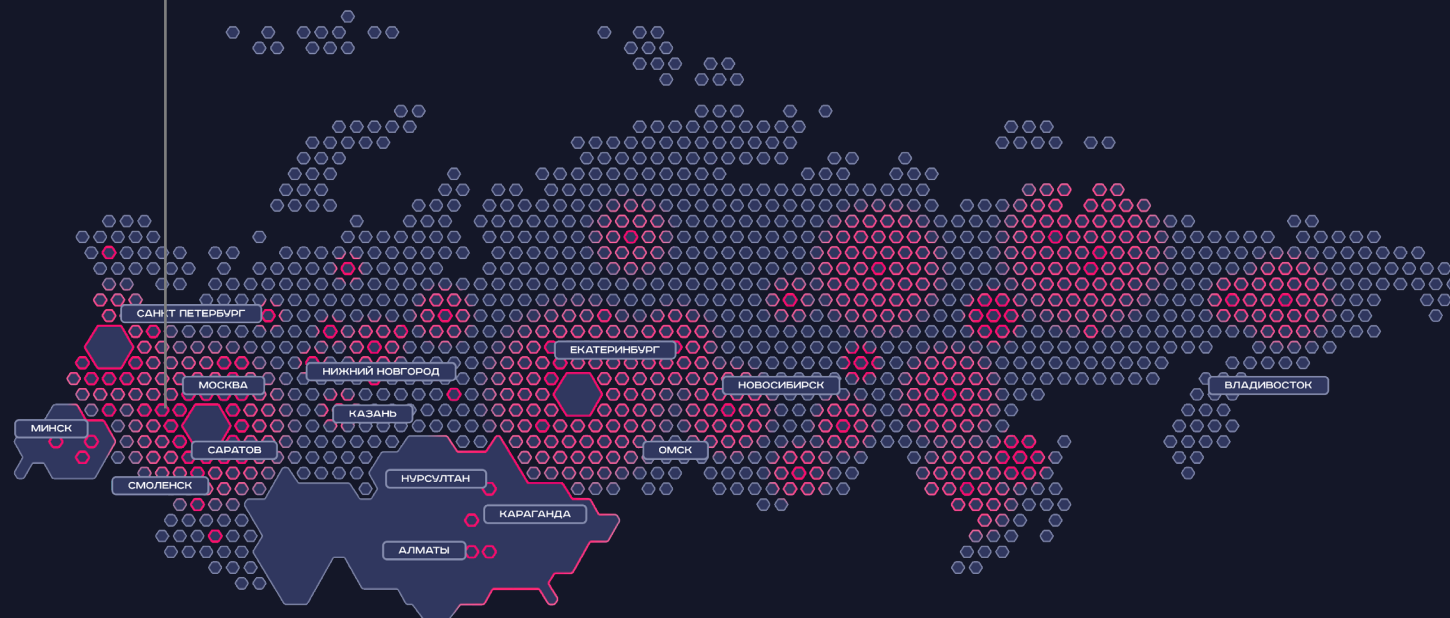 САНКТ ПЕТЕРБУРГ
ЕКАТЕРИНБУРГ
НИЖНИЙ НОВГОРОД
МОСКВА
НОВОСИБИРСК
ВЛАДИВОСТОК
КАЗАНЬ
МИНСК
САРАТОВ
ОМСК
НУРСУЛТАН
СМОЛЕНСК
КАРАГАНДА
АЛМАТЫ